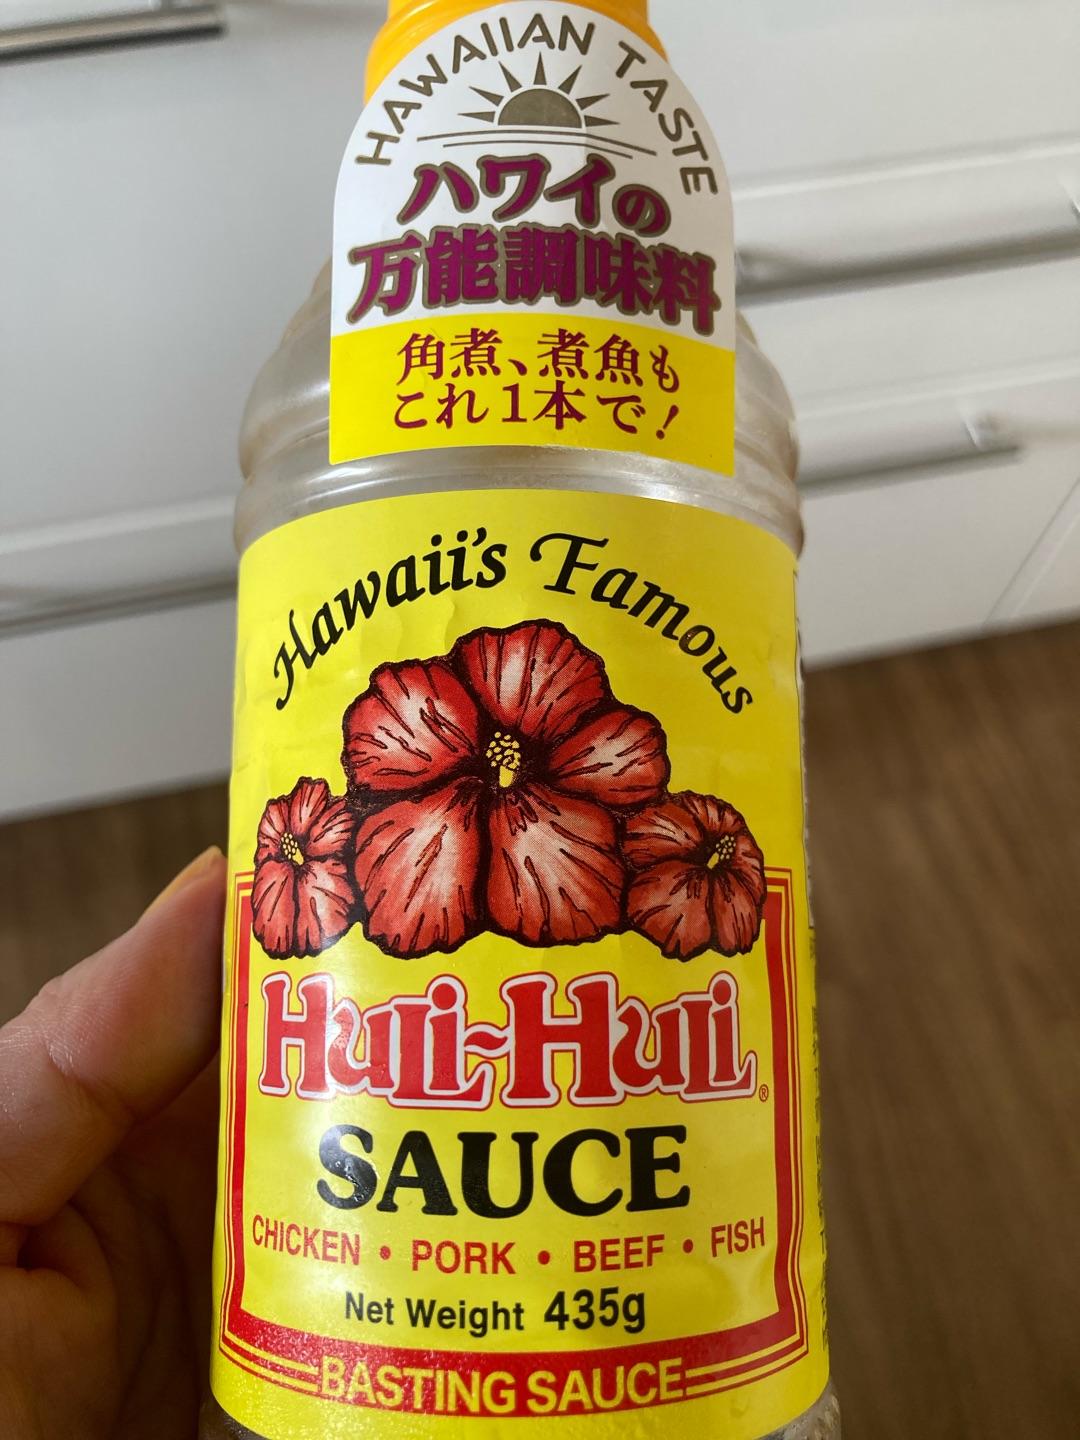 HAWAIIAN TASTE
ハワイの
万能調味料
角煮、煮魚も
これ1本で!
Hawaii's Famous
Huli~Huli®
SAUCE
CHICKEN • PORK • BEEF • FISH
Net Weight 435g
BASTING SAUCE